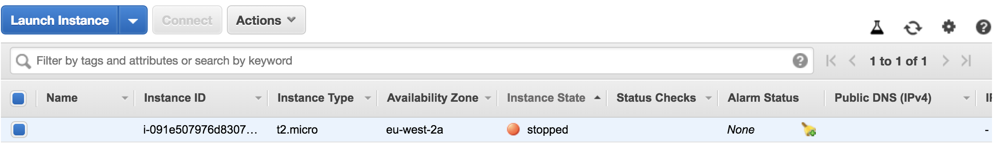 Launch Instance Connect Actions
Filter by tags and attributes or search by keyword ? 1 to 1 of 1
Name Instance ID Instance Type Availability Zone Instance State Status Checks Alarm Status Public DNS (IPv4)
i-091e507976d8307... t2.micro eu-west-2a stopped None -